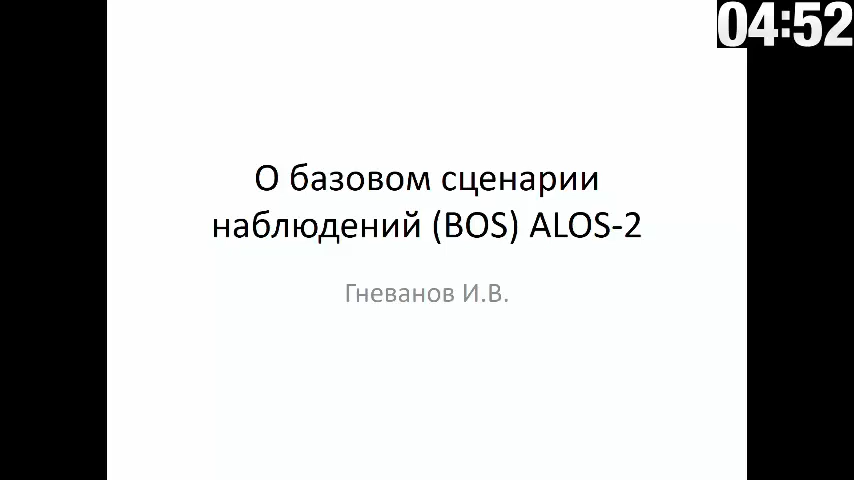 04:52
О базовом сценарии
наблюдений (BOS) ALOS-2
Гневанов И.В.